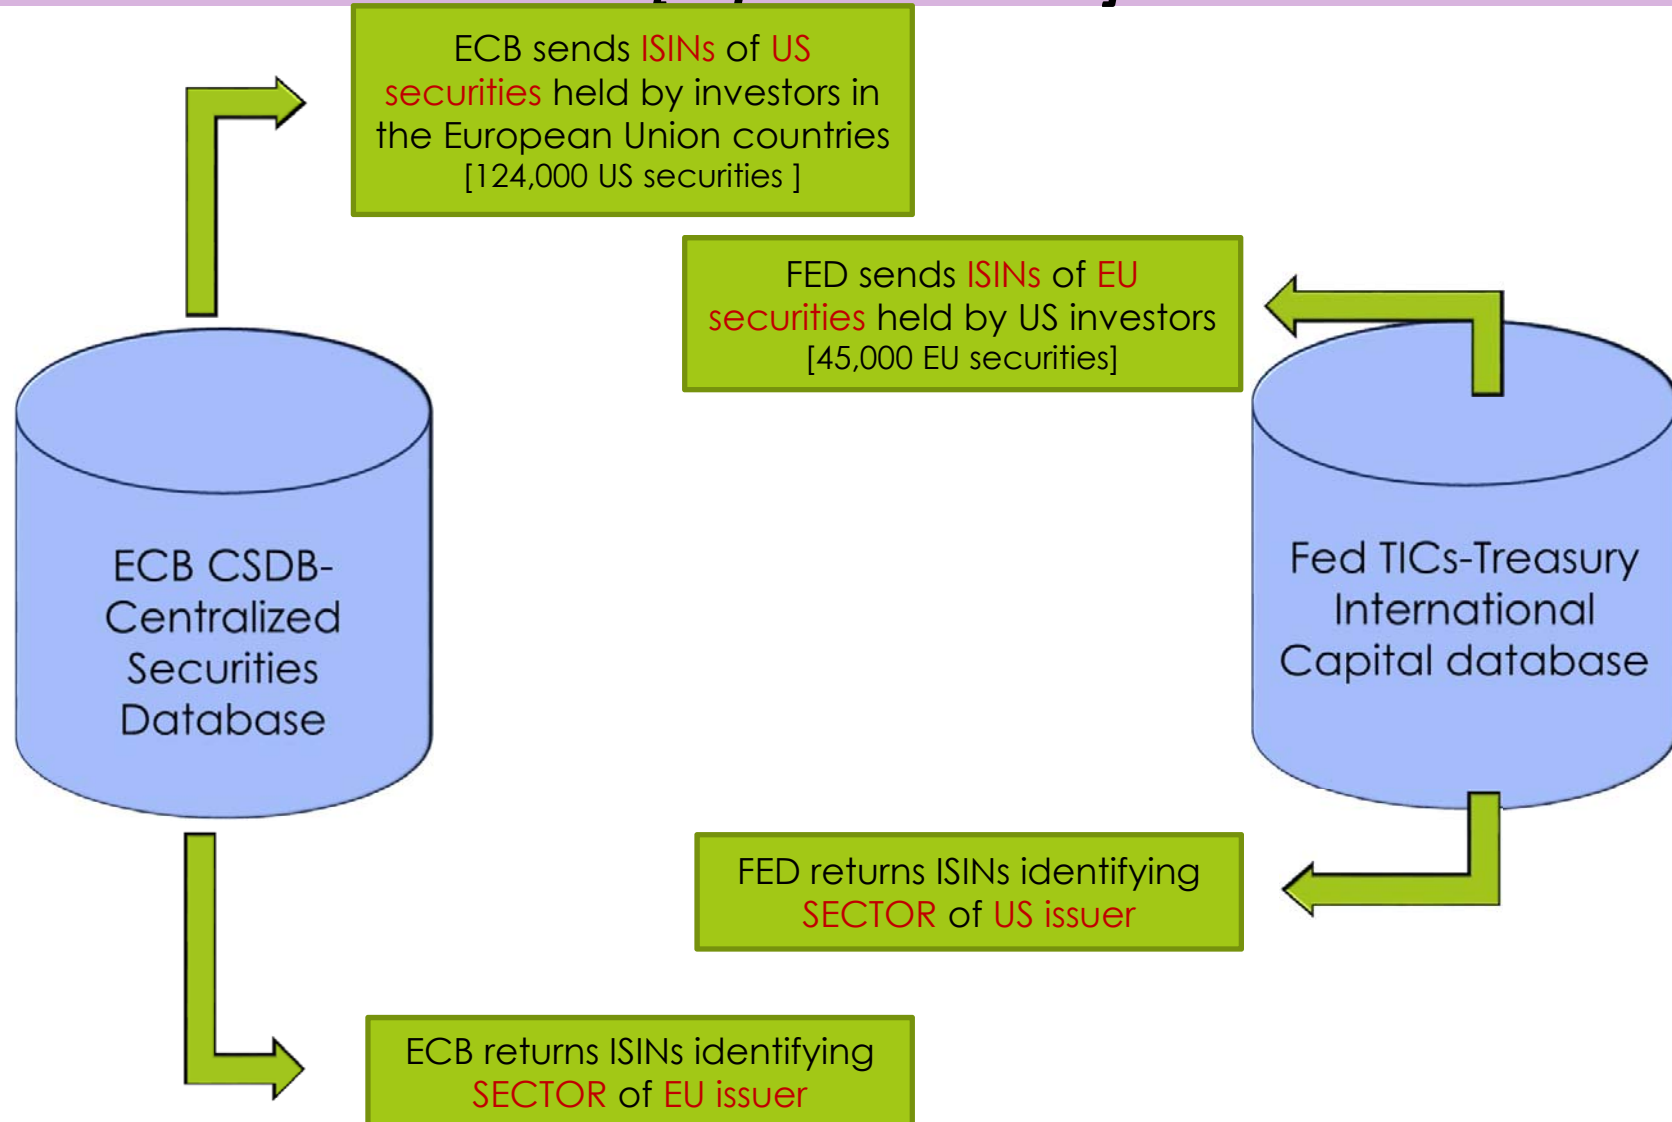 ECB sends ISINs of US
securities held by investors in
the European Union countries
[124,000 US securities ]
FED sends ISINs of EU
securities held by US investors
[45,000 EU securities]
ECB CSDB-
Centralized
Securities
Database
Fed TICs-Treasury
International
Capital database
FED returns ISINs identifying
SECTOR of US issuer
ECB returns ISINs identifying
SECTOR of EU issuer